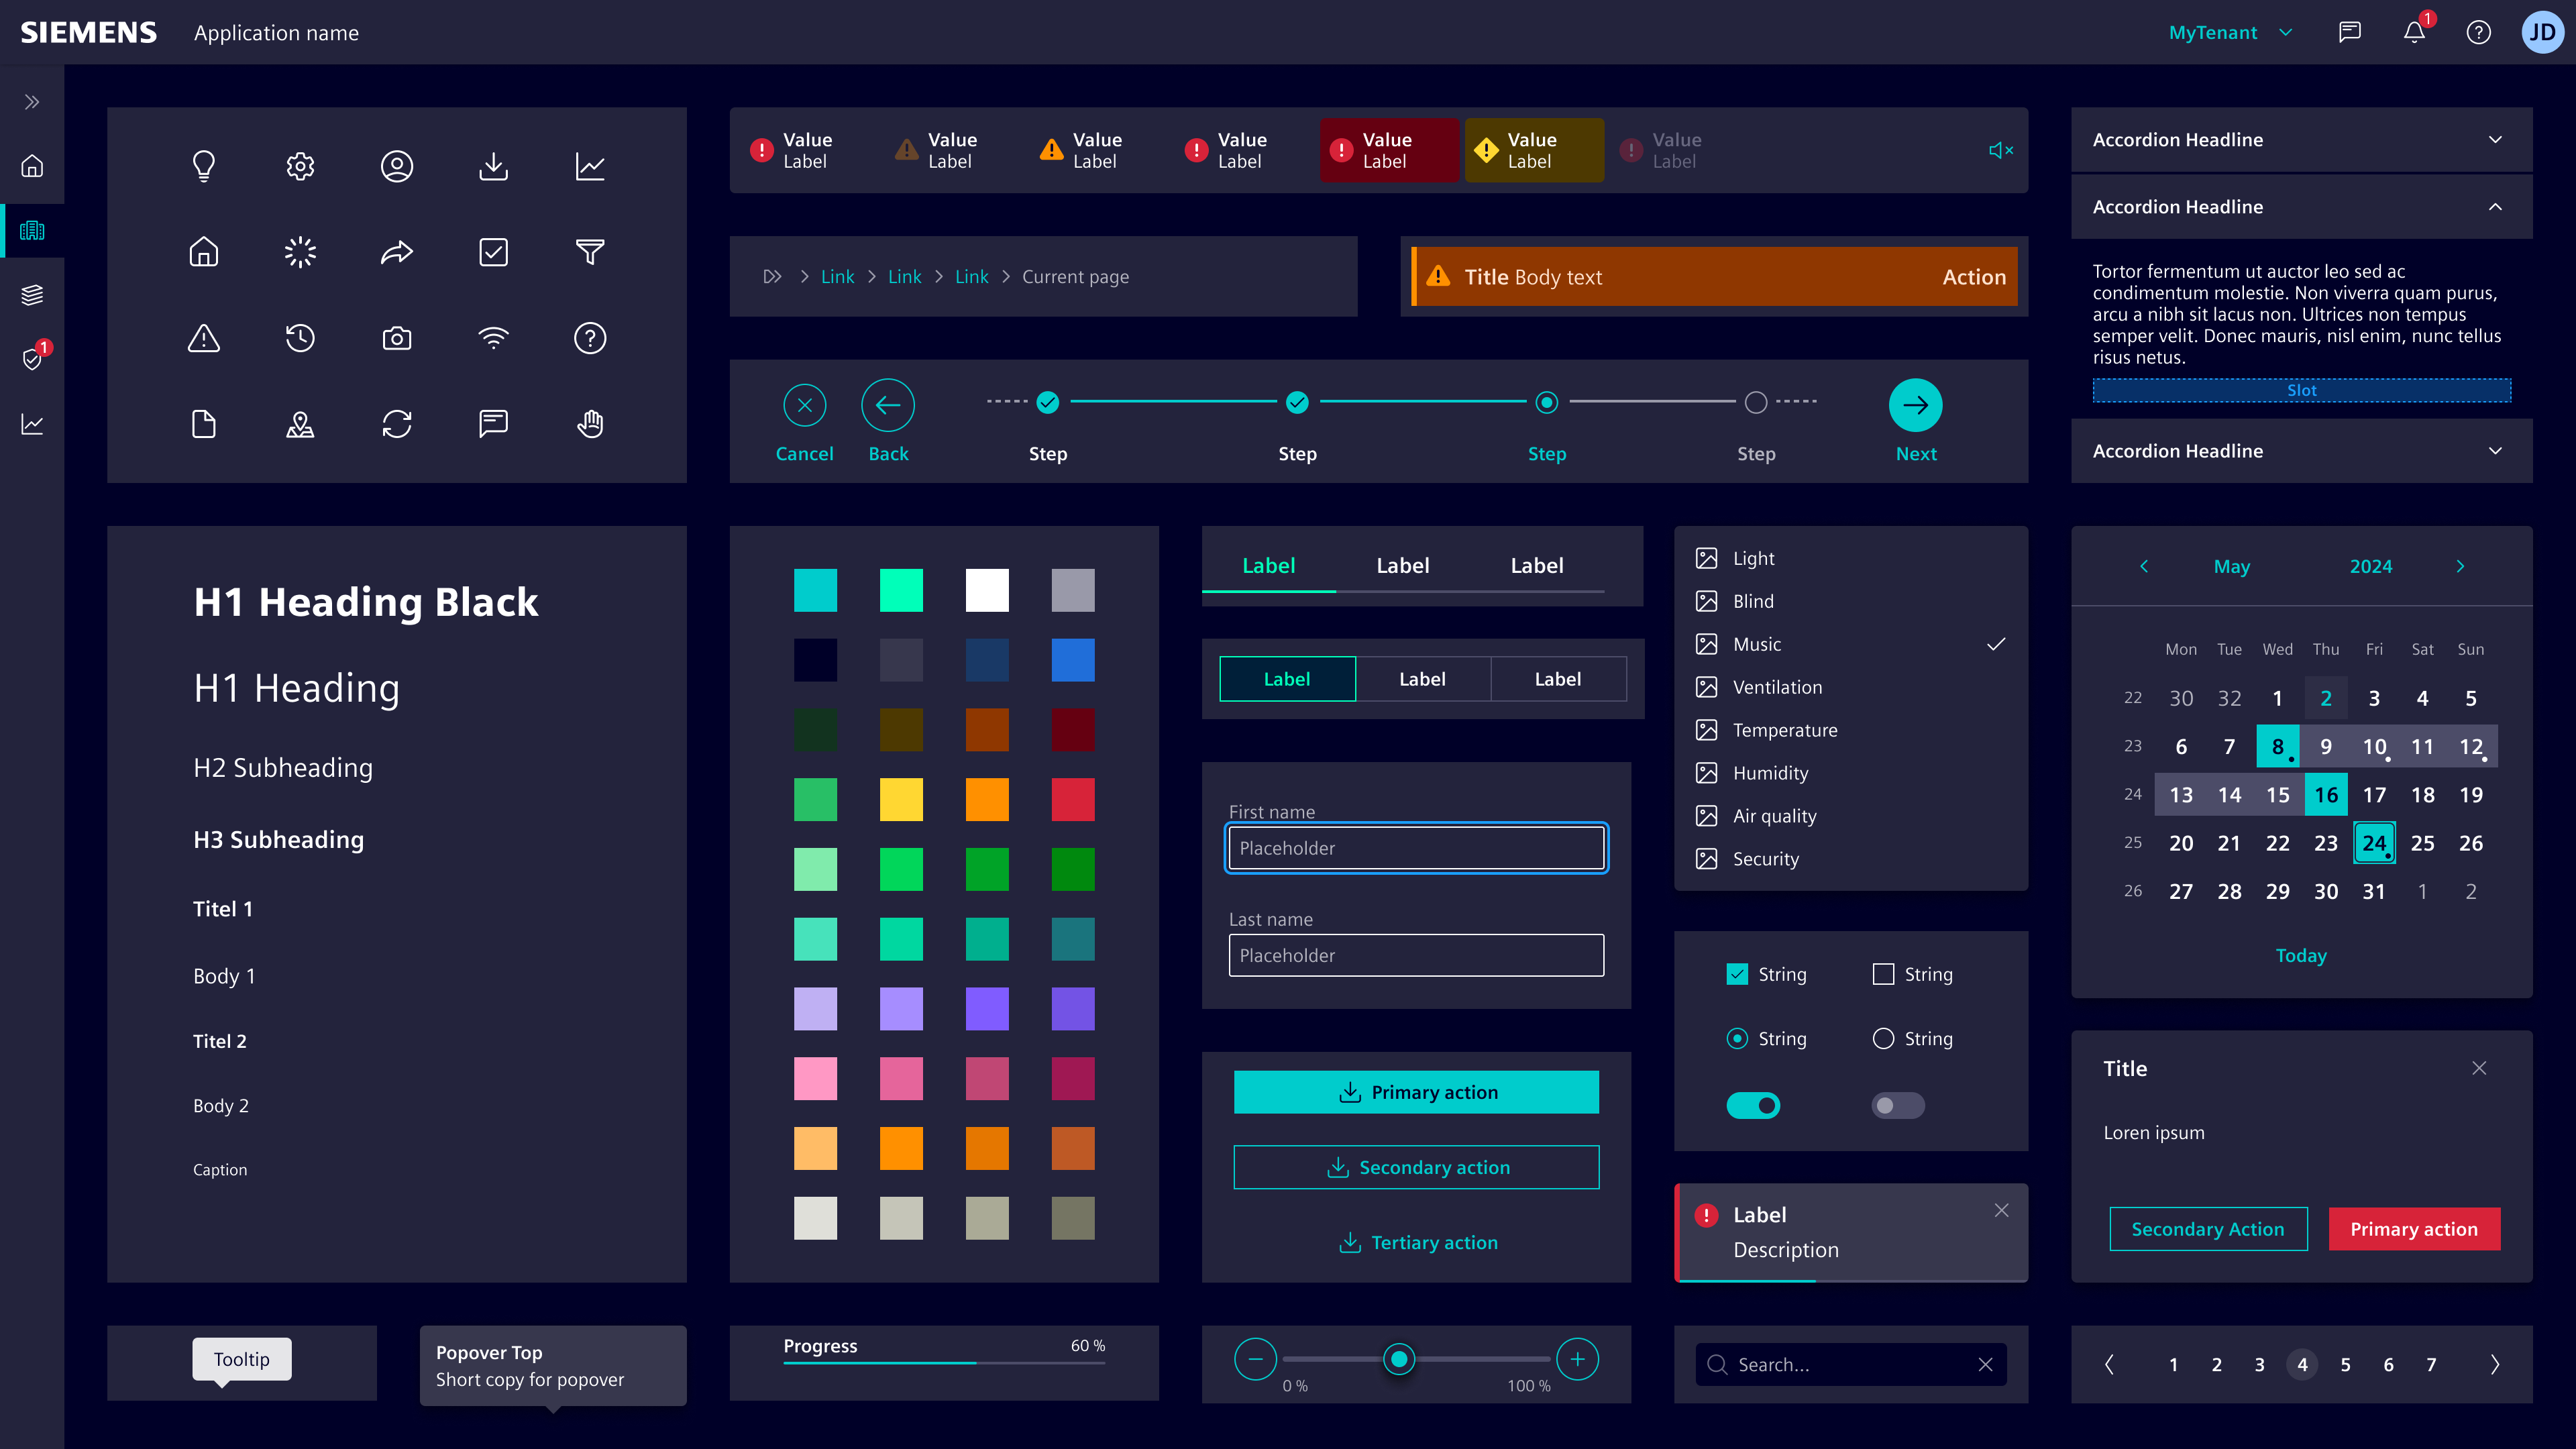 SIEMENS
Application name
MyTenant
1
JD
1
Value
Label
Value
Label
Value
Label
Value
Label
Value
Label
Value
Label
Value
Label
Link
Link
Link
Current page
Title Body text
Action
Cancel
Back
Step
Step
Step
Step
Next
Accordion Headline
Accordion Headline
Tortor fermentum ut auctor leo sed ac
condimentum molestie. Non viverra quam purus,
arcu a nibh sit lacus non. Ultrices non tempus
semper velit. Donec mauris, nisl enim, nunc tellus
risus netus.
Slot
Accordion Headline
H1 Heading Black
H1 Heading
H2 Subheading
H3 Subheading
Titel 1
Body 1
Titel 2
Body 2
Caption
Label
Label
Label
Label
Label
Label
First name
Placeholder
Last name
Placeholder
Primary action
Secondary action
Tertiary action
Light
Blind
Music
Ventilation
Temperature
Humidity
Air quality
Security
String
String
String
String
Label
Description
May 2024
Mon Tue Wed Thu Fri Sat Sun
22 30 32 1 2 3 4 5
23 6 7 8 9 10 11 12
24 13 14 15 16 17 18 19
25 20 21 22 23 24 25 26
26 27 28 29 30 31 1 2
Today
Title
Loren ipsum
Secondary Action
Primary action
Tooltip
Popover Top
Short copy for popover
Progress
60 %
0 %
100 %
Search...
1 2 3 4 5 6 7